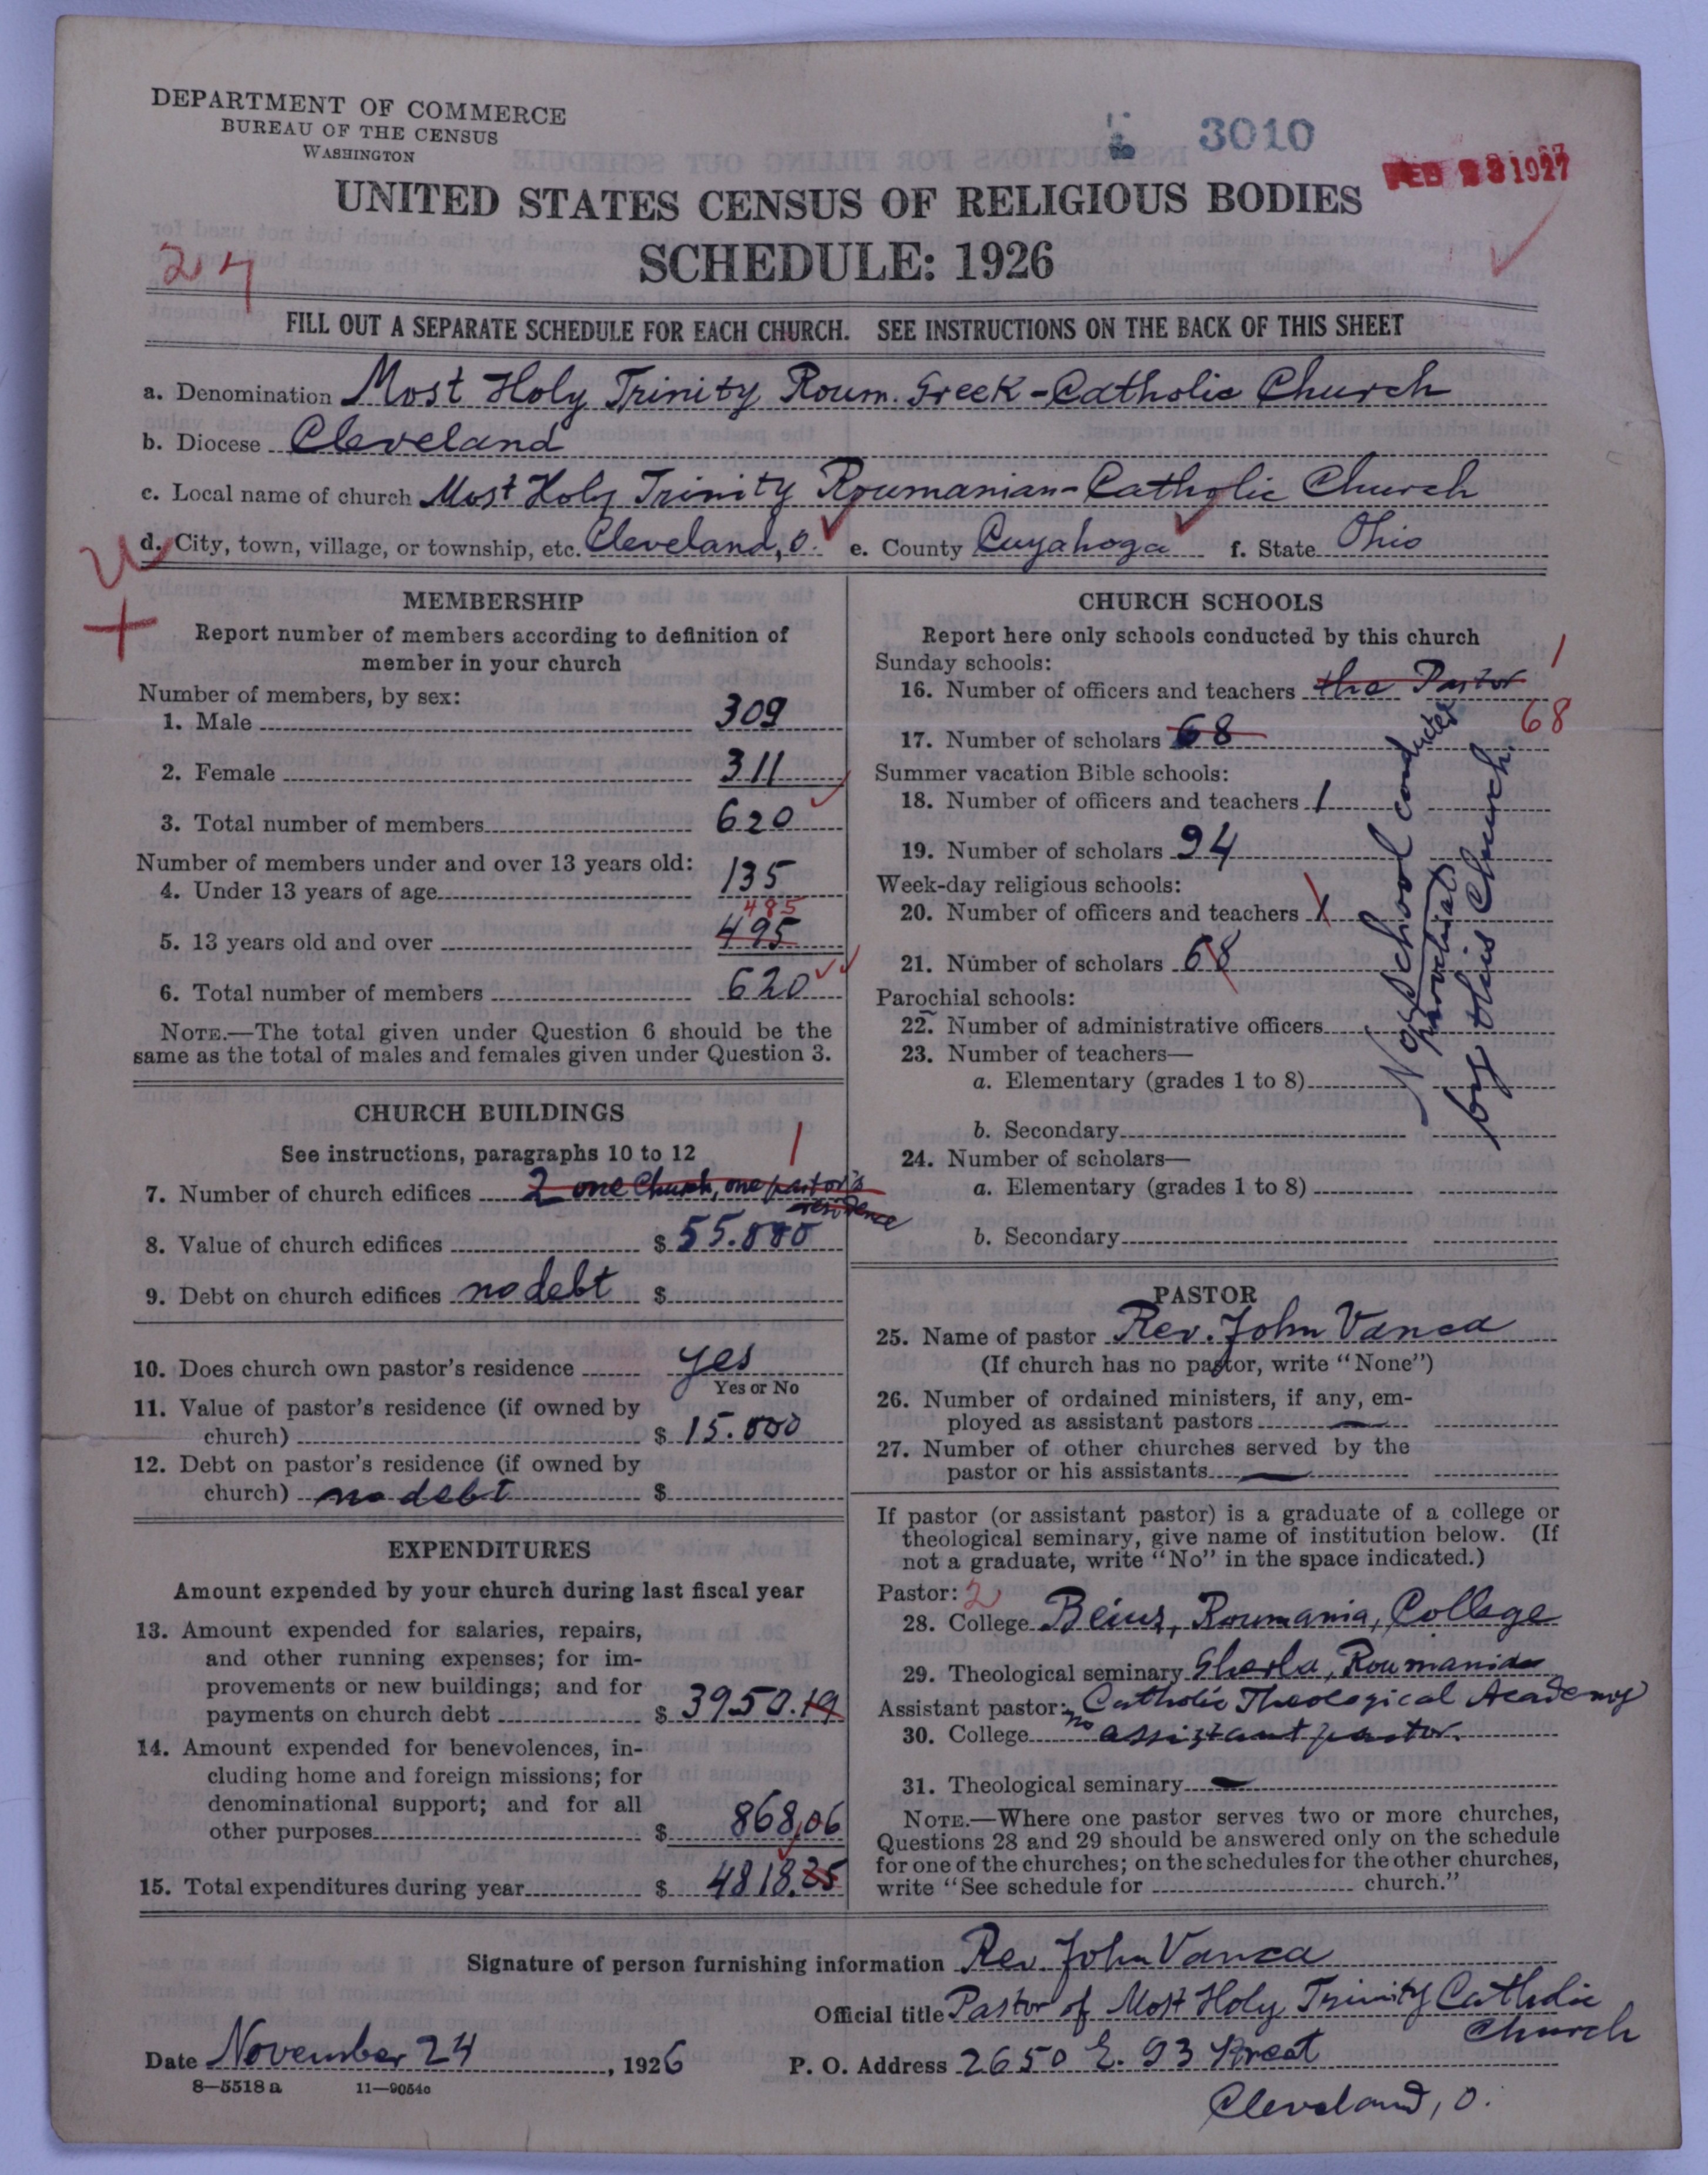 DEPARTMENT OF COMMERCE
BUREAU OF THE CENSUS
WASHINGTON
3010
FEB 23 1927
UNITED STATES CENSUS OF RELIGIOUS BODIES
SCHEDULE: 1926
24
FILL OUT A SEPARATE SCHEDULE FOR EACH CHURCH. SEE INSTRUCTIONS ON THE BACK OF THIS SHEET
a. Denomination Most Holy Trinity Roum. Greek-Catholic Church
b. Diocese Cleveland
c. Local name of church Most Holy Trinity Roumanian-Catholic Church
d. City, town, village, or township, etc. Cleveland, O. e. County Cuyahoga f. State Ohio
MEMBERSHIP
Report number of members according to definition of
member in your church
Number of members, by sex:
1. Male 309
2. Female 311
3. Total number of members 620
Number of members under and over 13 years old:
4. Under 13 years of age 135
485
5. 13 years old and over 495
6. Total number of members 620
NOTE.—The total given under Question 6 should be the
same as the total of males and females given under Question 3.
CHURCH BUILDINGS
See instructions, paragraphs 10 to 12
1
7. Number of church edifices 2 one Church, one pastor's
residence
8. Value of church edifices $ 55.000
9. Debt on church edifices no debt $
10. Does church own pastor's residence yes
Yes or No
11. Value of pastor's residence (if owned by
church) $ 15.000
12. Debt on pastor's residence (if owned by
church) no debt $
EXPENDITURES
Amount expended by your church during last fiscal year
13. Amount expended for salaries, repairs,
and other running expenses; for im-
provements or new buildings; and for
payments on church debt $ 3950.19
14. Amount expended for benevolences, in-
cluding home and foreign missions; for
denominational support; and for all
other purposes $ 868,06
15. Total expenditures during year $ 4818.25
CHURCH SCHOOLS
Report here only schools conducted by this church
Sunday schools:
1
16. Number of officers and teachers the Pastor
68
17. Number of scholars 68
Summer vacation Bible schools:
18. Number of officers and teachers 1
19. Number of scholars 94
Week-day religious schools:
20. Number of officers and teachers 1
21. Number of scholars 68
Parochial schools:
22. Number of administrative officers
23. Number of teachers—
a. Elementary (grades 1 to 8)
b. Secondary
24. Number of scholars—
a. Elementary (grades 1 to 8)
b. Secondary
No school conducted
parochials
by this Church.
PASTOR
25. Name of pastor Rev. John Vanca
(If church has no pastor, write "None")
26. Number of ordained ministers, if any, em-
ployed as assistant pastors —
27. Number of other churches served by the
pastor or his assistants —
If pastor (or assistant pastor) is a graduate of a college or
theological seminary, give name of institution below. (If
not a graduate, write "No" in the space indicated.)
Pastor: 2
28. College Beius, Roumania, College
29. Theological seminary Gherla, Roumania
Assistant pastor: Catholic Theological Academy
30. College no assistant pastor.
31. Theological seminary —
NOTE.—Where one pastor serves two or more churches,
Questions 28 and 29 should be answered only on the schedule
for one of the churches; on the schedules for the other churches,
write "See schedule for church."
Signature of person furnishing information Rev. John Vanca
Official title Pastor of Most Holy Trinity Catholic
Church
Date November 24, 1926 P. O. Address 2650 E. 93 Street
8—5518 a 11—9054c
Cleveland, O.